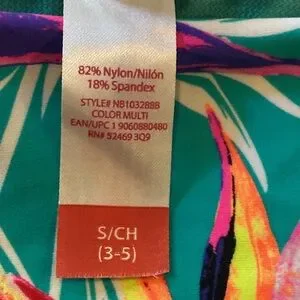 82% Nylon/Nilón
18% Spandex
STYLE# NB1032888
COLOR MULTI
EAN/UPC 1 9060880480
RN# 52469 3Q9
S/CH
(3-5)